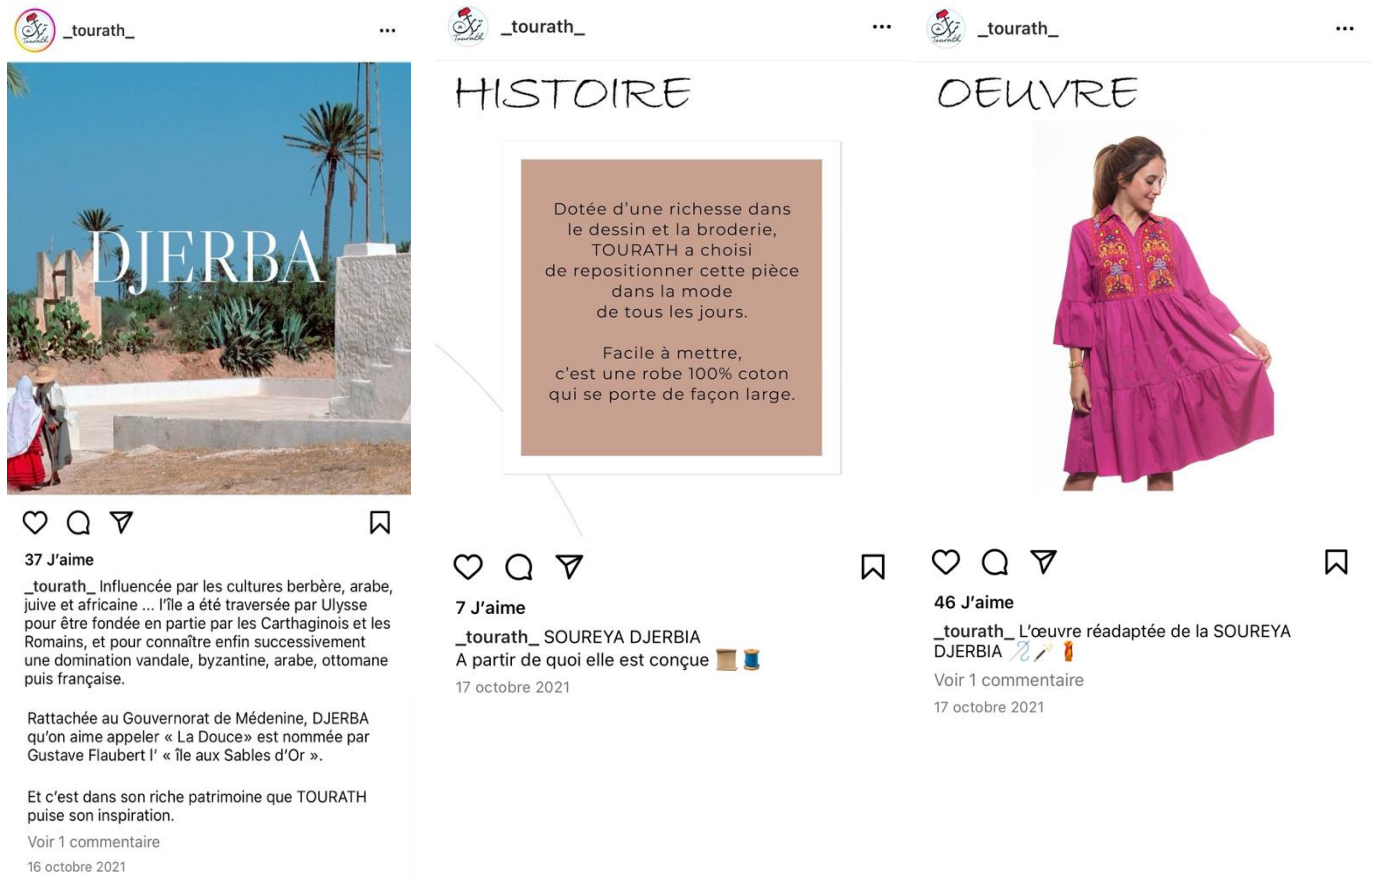 _tourath_
DJERBA
37 J’aime
_tourath_ Influencée par les cultures berbère, arabe,
juive et africaine ... l’île a été traversée par Ulysse
pour être fondée en partie par les Carthaginois et les
Romains, et pour connaître enfin successivement
une domination vandale, byzantine, arabe, ottomane
puis française.
Rattachée au Gouvernorat de Médenine, DJERBA
qu’on aime appeler « La Douce» est nommée par
Gustave Flaubert l’ « île aux Sables d’Or ».
Et c’est dans son riche patrimoine que TOURATH
puise son inspiration.
Voir 1 commentaire
16 octobre 2021
_tourath_
HISTOIRE
Dotée d’une richesse dans
le dessin et la broderie,
TOURATH a choisi
de repositionner cette pièce
dans la mode
de tous les jours.
Facile à mettre,
c’est une robe 100% coton
qui se porte de façon large.
7 J’aime
_tourath_ SOUREYA DJERBIA
A partir de quoi elle est conçue
17 octobre 2021
_tourath_
OEUVRE
46 J’aime
_tourath_ L’œuvre réadaptée de la SOUREYA
DJERBIA
Voir 1 commentaire
17 octobre 2021